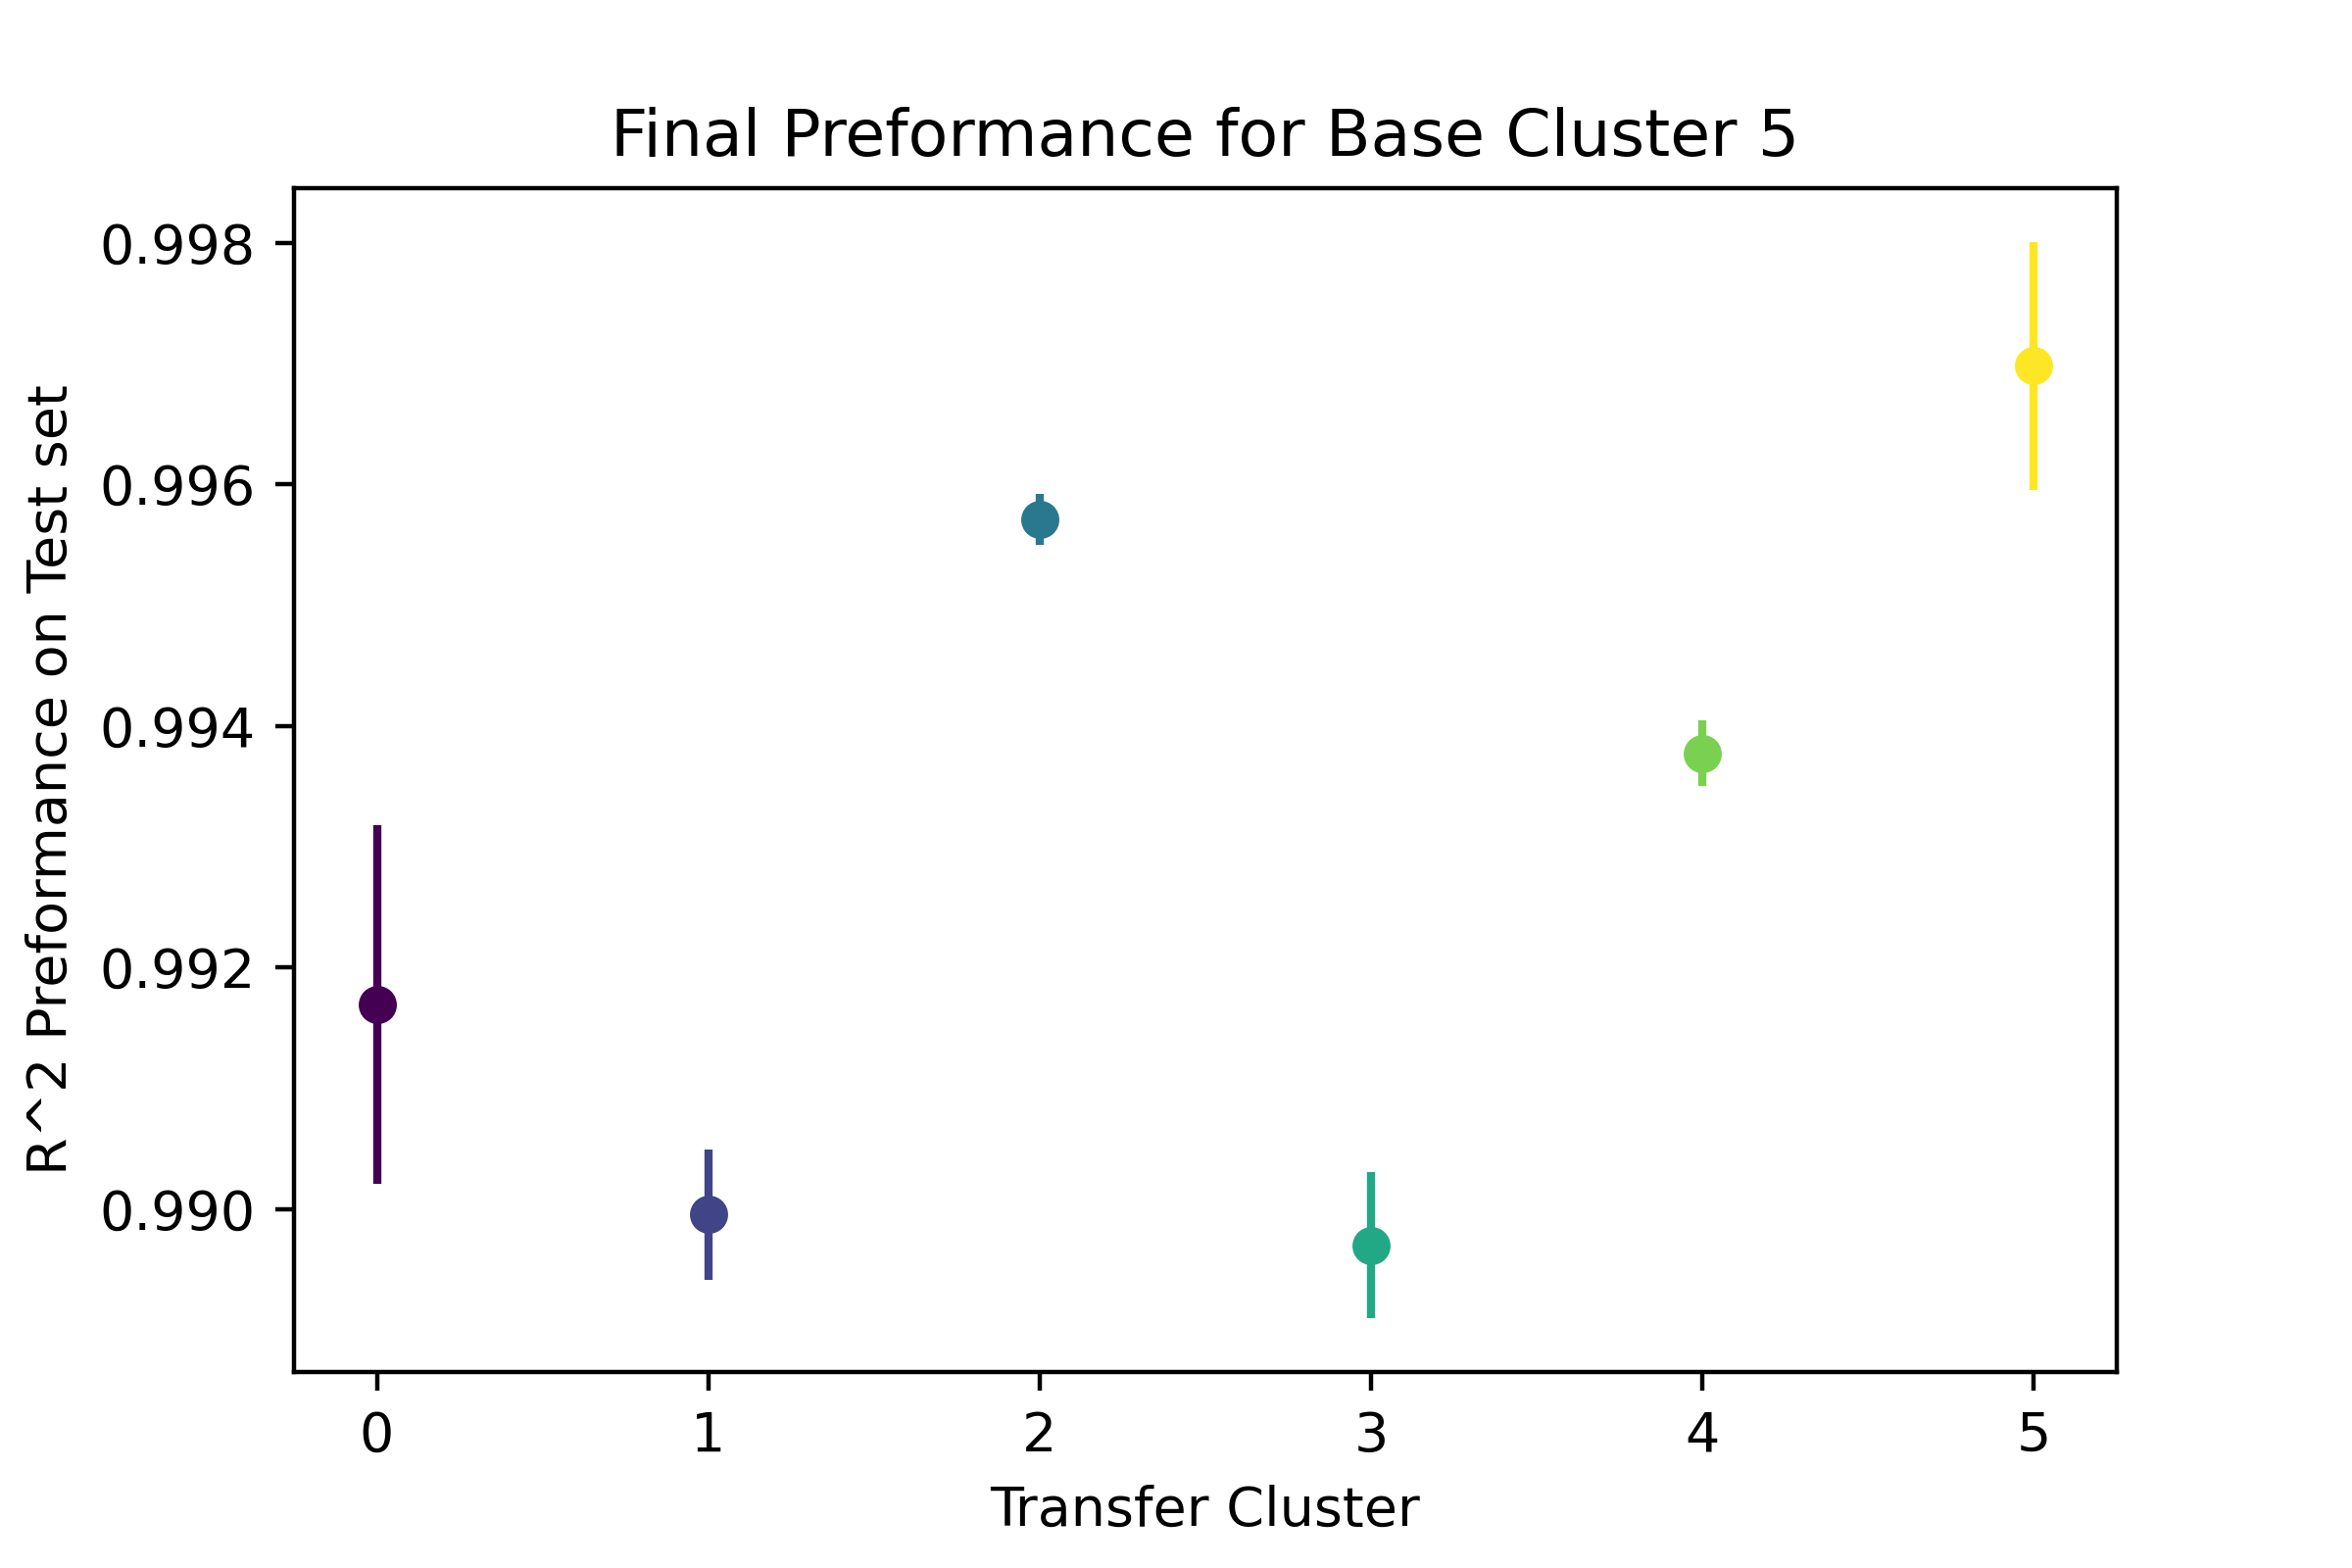 Final Preformance for Base Cluster 5
R^2 Preformance on Test set
0.998
0.996
0.994
0.992
0.990
0 1 2 3 4 5
Transfer Cluster